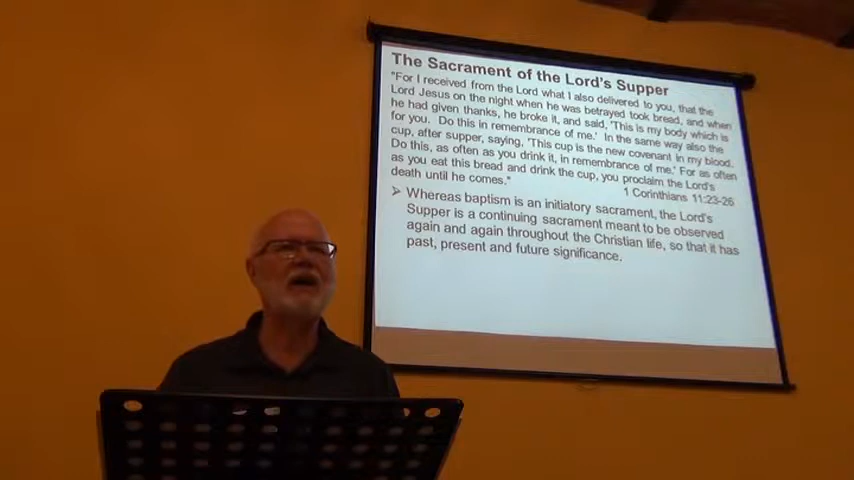 The Sacrament of the Lord's Supper
"For I received from the Lord what I also delivered to you, that the
Lord Jesus on the night when he was betrayed took bread, and when
he had given thanks, he broke it, and said, 'This is my body which is
for you. Do this in remembrance of me.' In the same way also the
cup, after supper, saying, 'This cup is the new covenant in my blood.
Do this, as often as you drink it, in remembrance of me.' For as often
as you eat this bread and drink the cup, you proclaim the Lord's
death until he comes."
1 Corinthians 11:23-26
➢ Whereas baptism is an initiatory sacrament, the Lord's
Supper is a continuing sacrament meant to be observed
again and again throughout the Christian life, so that it has
past, present and future significance.